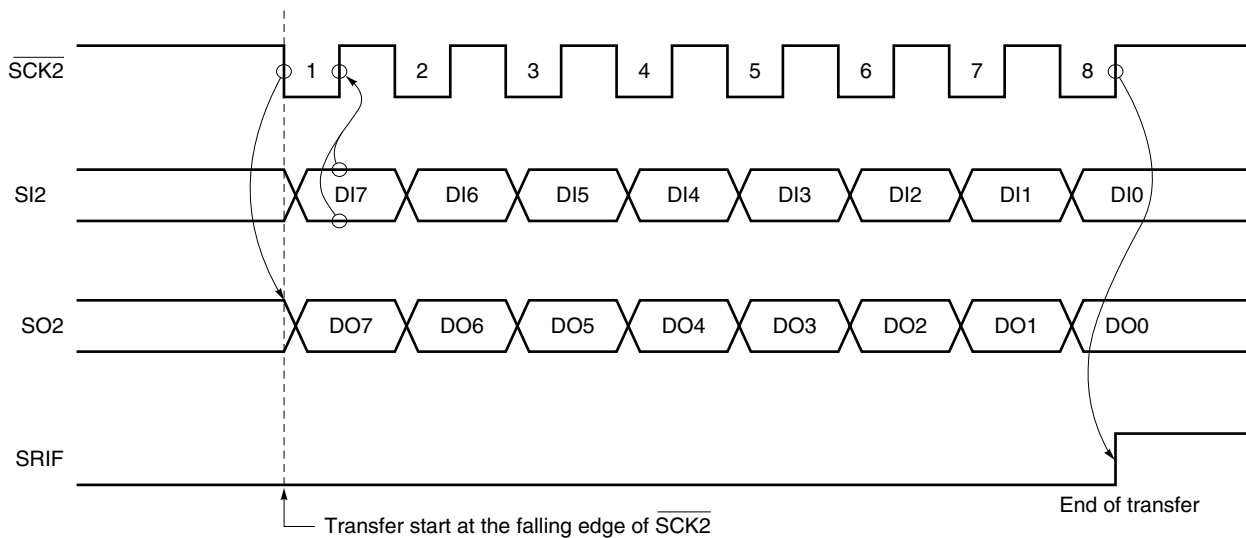 SCK2 1 2 3 4 5 6 7 8
SI2 DI7 DI6 DI5 DI4 DI3 DI2 DI1 DI0
SO2 DO7 DO6 DO5 DO4 DO3 DO2 DO1 DO0
SRIF
End of transfer
Transfer start at the falling edge of SCK2